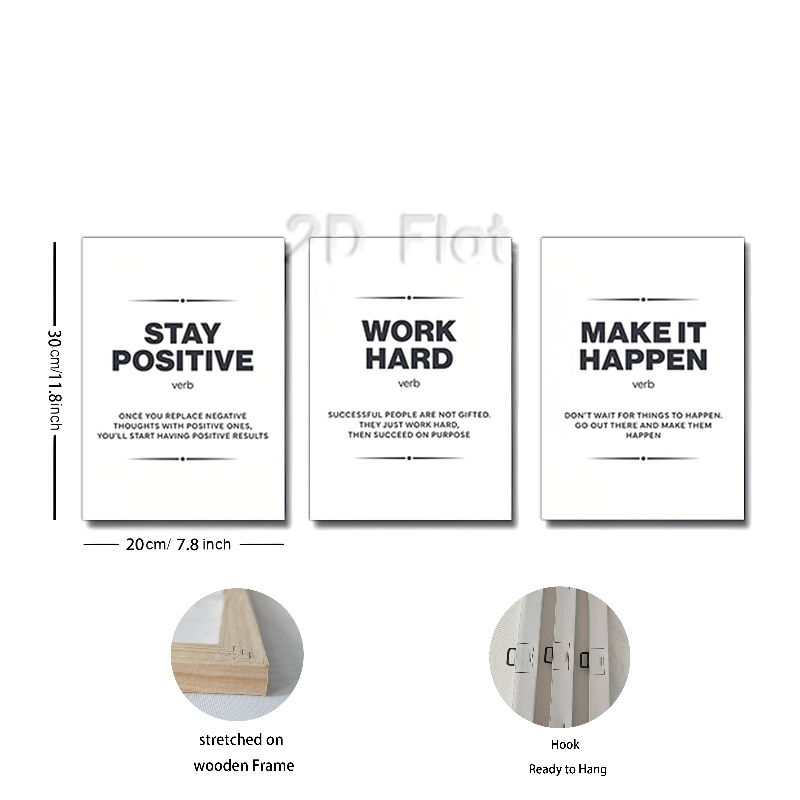 2D Flat
STAY
POSITIVE
verb
ONCE YOU REPLACE NEGATIVE
THOUGHTS WITH POSITIVE ONES,
YOU'LL START HAVING POSITIVE RESULTS
WORK
HARD
verb
SUCCESSFUL PEOPLE ARE NOT GIFTED.
THEY JUST WORK HARD,
THEN SUCCEED ON PURPOSE
MAKE IT
HAPPEN
verb
DON'T WAIT FOR THINGS TO HAPPEN.
GO OUT THERE AND MAKE THEM
HAPPEN
30cm/11.8inch
20cm/ 7.8 inch
stretched on
wooden Frame
Hook
Ready to Hang